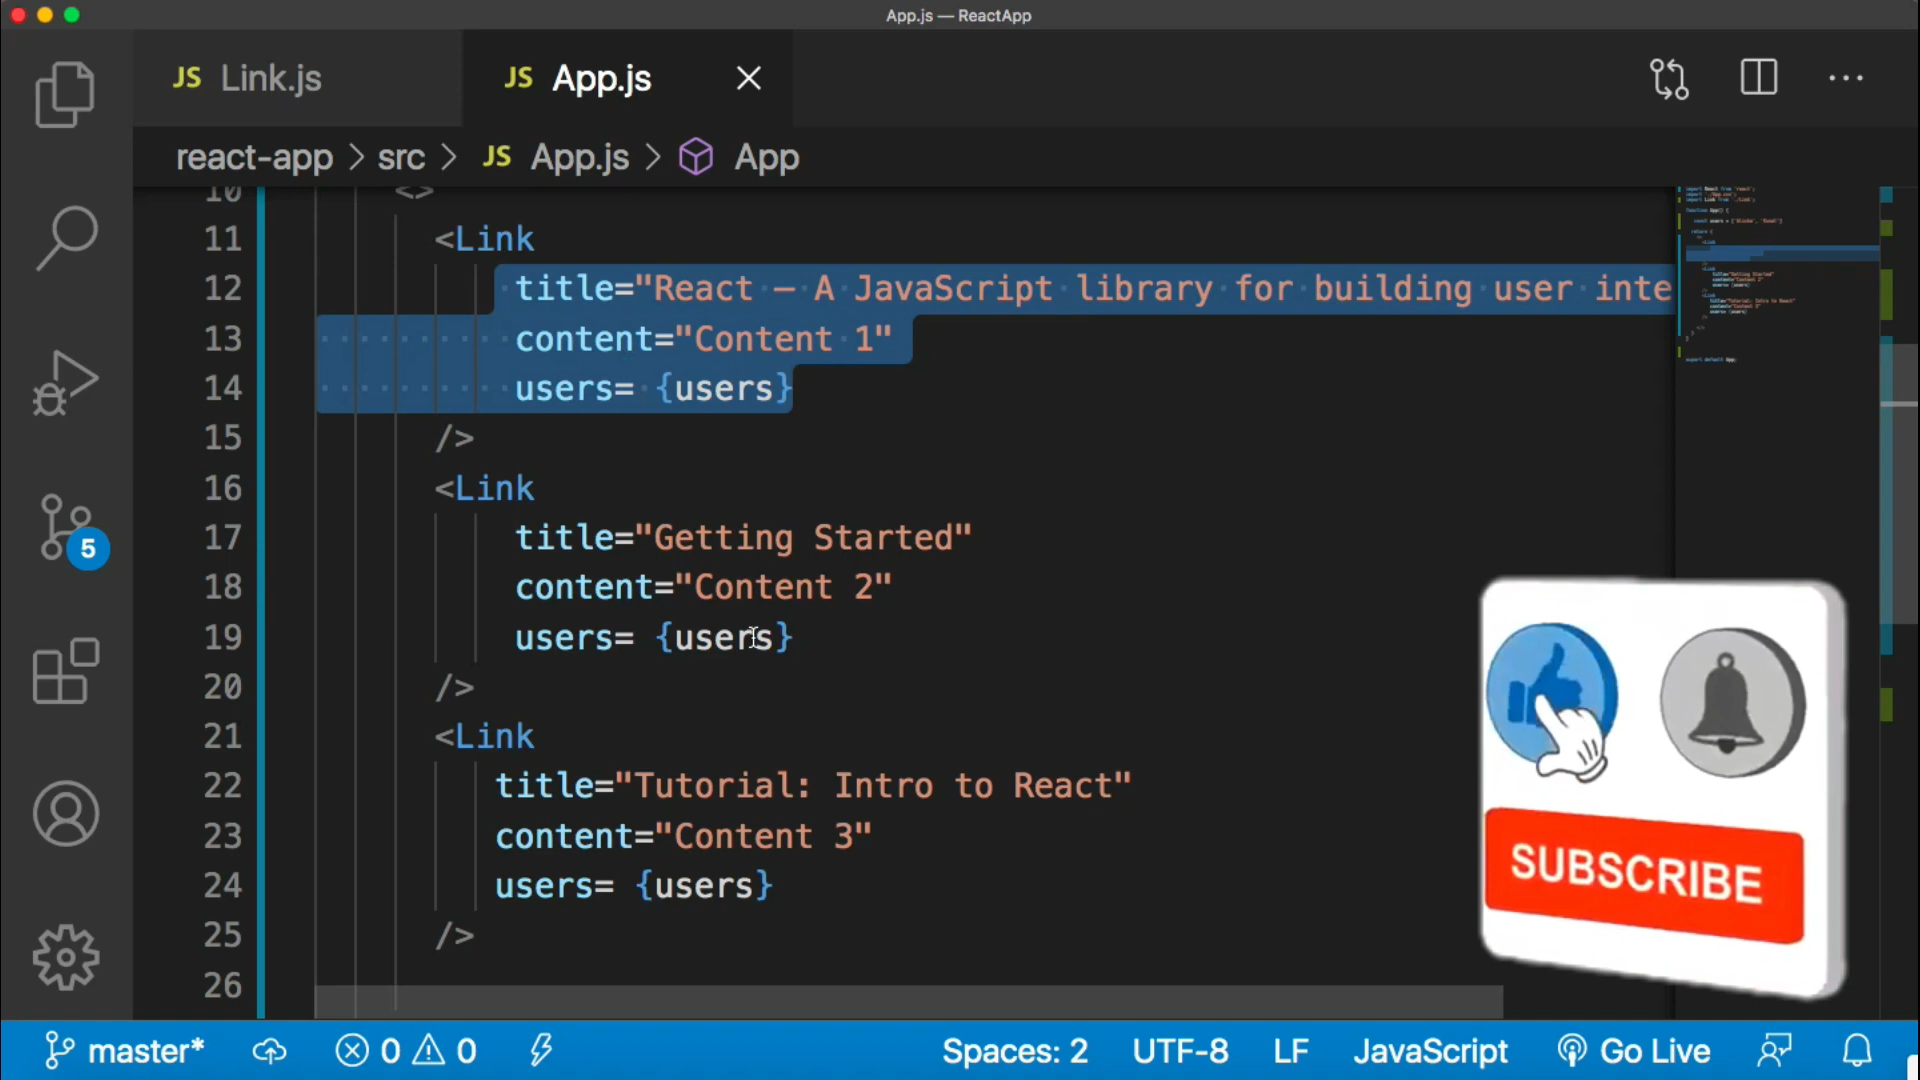 App.js — ReactApp
JS Link.js
JS App.js
react-app > src > JS App.js > App
10 <>
11 <Link
12 title="React – A JavaScript library for building user inte
13 content="Content 1"
14 users= {users}
15 />
16 <Link
17 title="Getting Started"
18 content="Content 2"
19 users= {users}
20 />
21 <Link
22 title="Tutorial: Intro to React"
23 content="Content 3"
24 users= {users}
25 />
26
5
SUBSCRIBE
master* 0 0 Spaces: 2 UTF-8 LF JavaScript Go Live